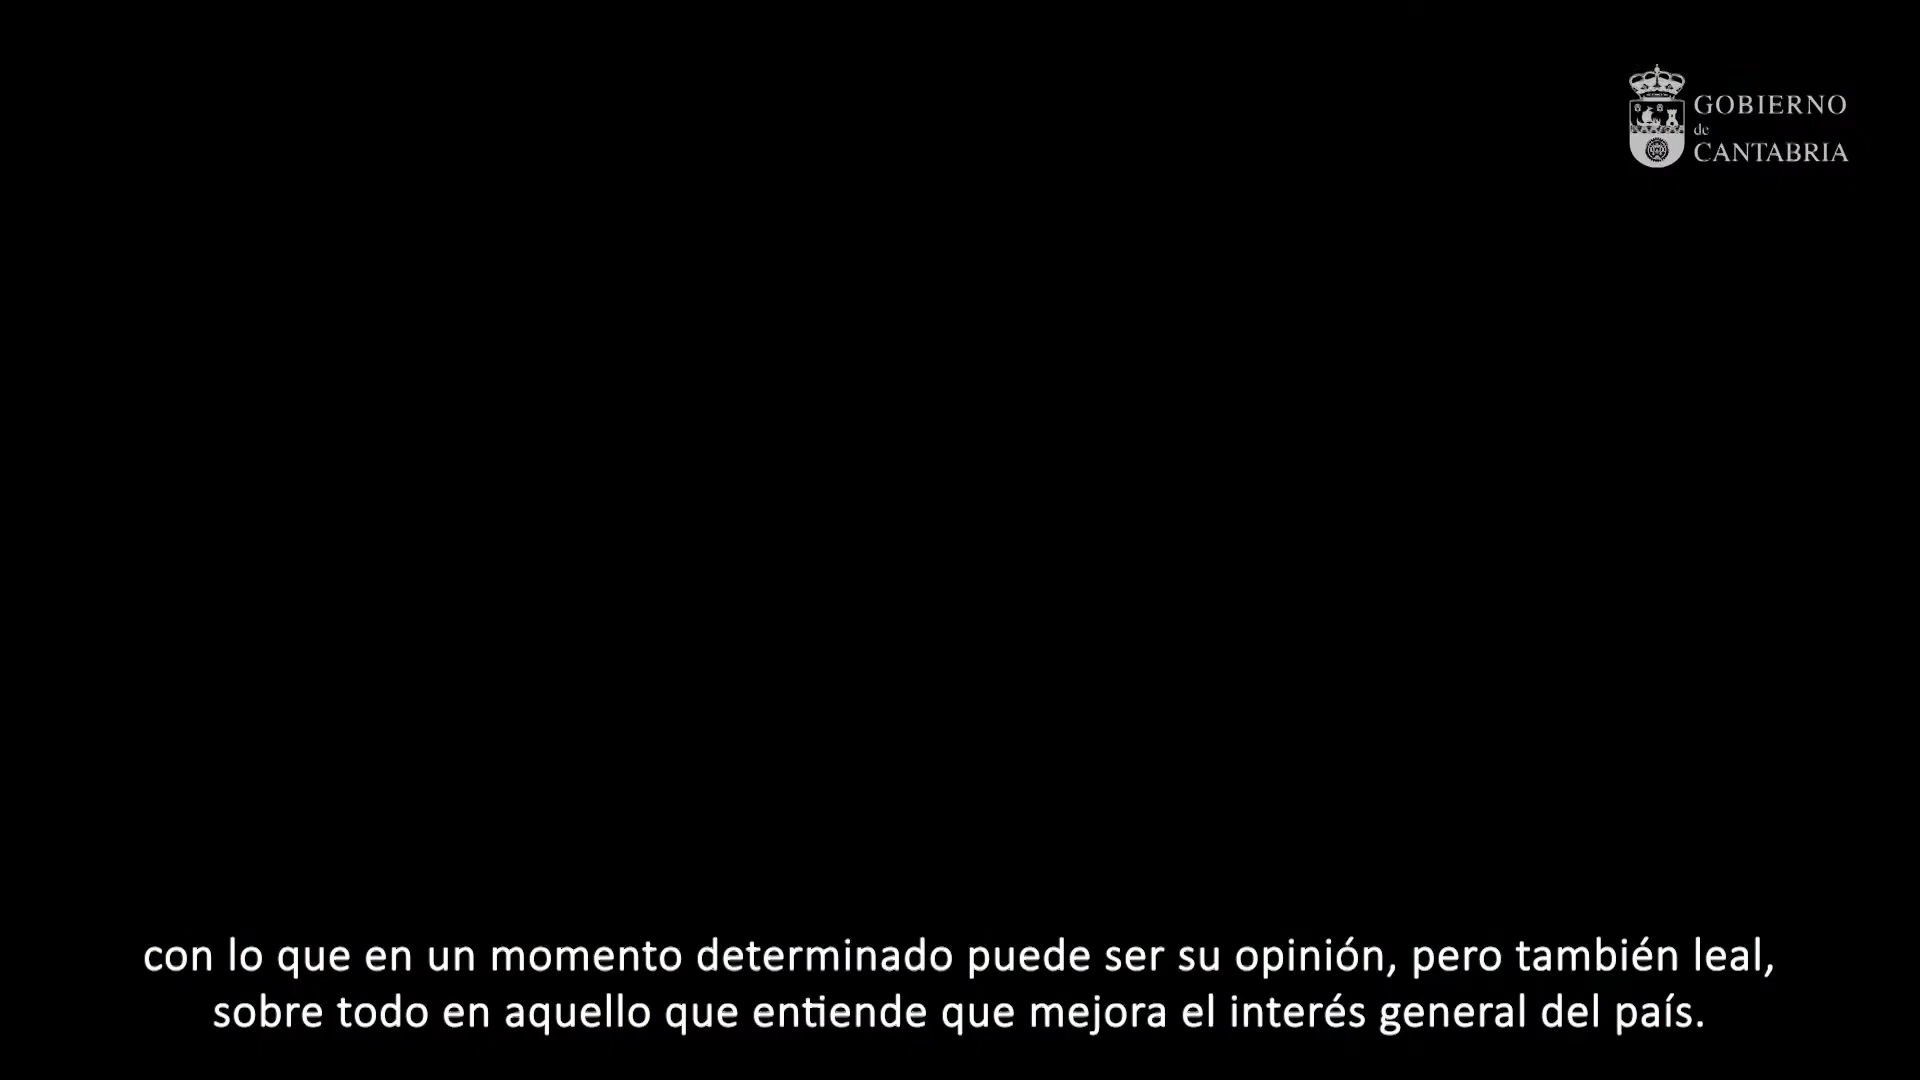 GOBIERNO
de
CANTABRIA
con lo que en un momento determinado puede ser su opinión, pero también leal,
sobre todo en aquello que entiende que mejora el interés general del país.